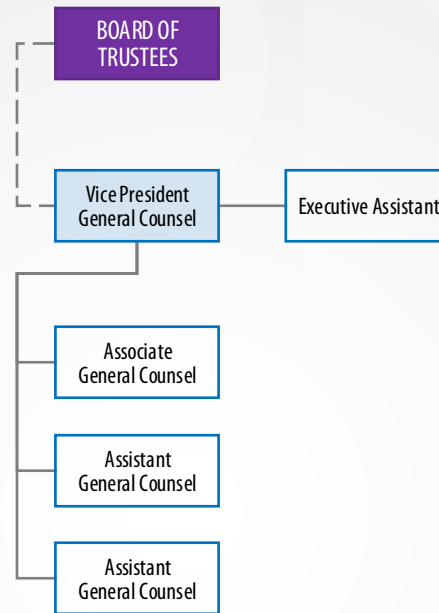 BOARD OF
TRUSTEES
Vice President
General Counsel
Executive Assistant
Associate
General Counsel
Assistant
General Counsel
Assistant
General Counsel